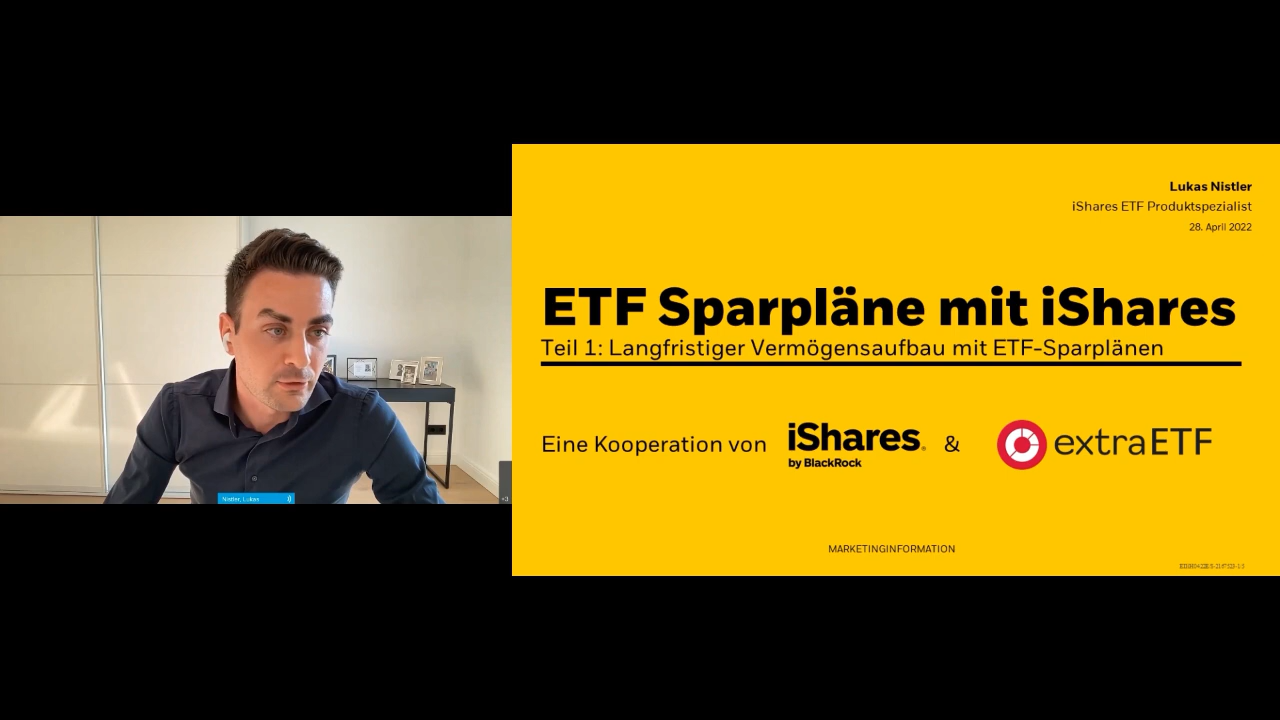 Nistler, Lukas
+3
Lukas Nistler
iShares ETF Produktspezialist
28. April 2022
ETF Sparpläne mit iShares
Teil 1: Langfristiger Vermögensaufbau mit ETF-Sparplänen
Eine Kooperation von
iShares
by BlackRock
&
extraETF
MARKETINGINFORMATION